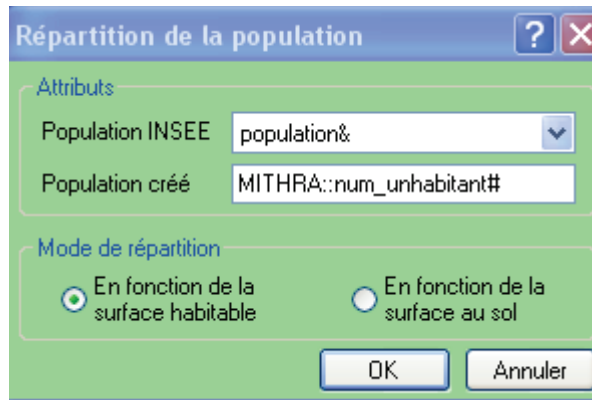 Répartition de la population
Attributs
Population INSEE population&
Population créé MITHRA::num_unhabitant#
Mode de répartition
En fonction de la surface habitable
En fonction de la surface au sol
OK Annuler